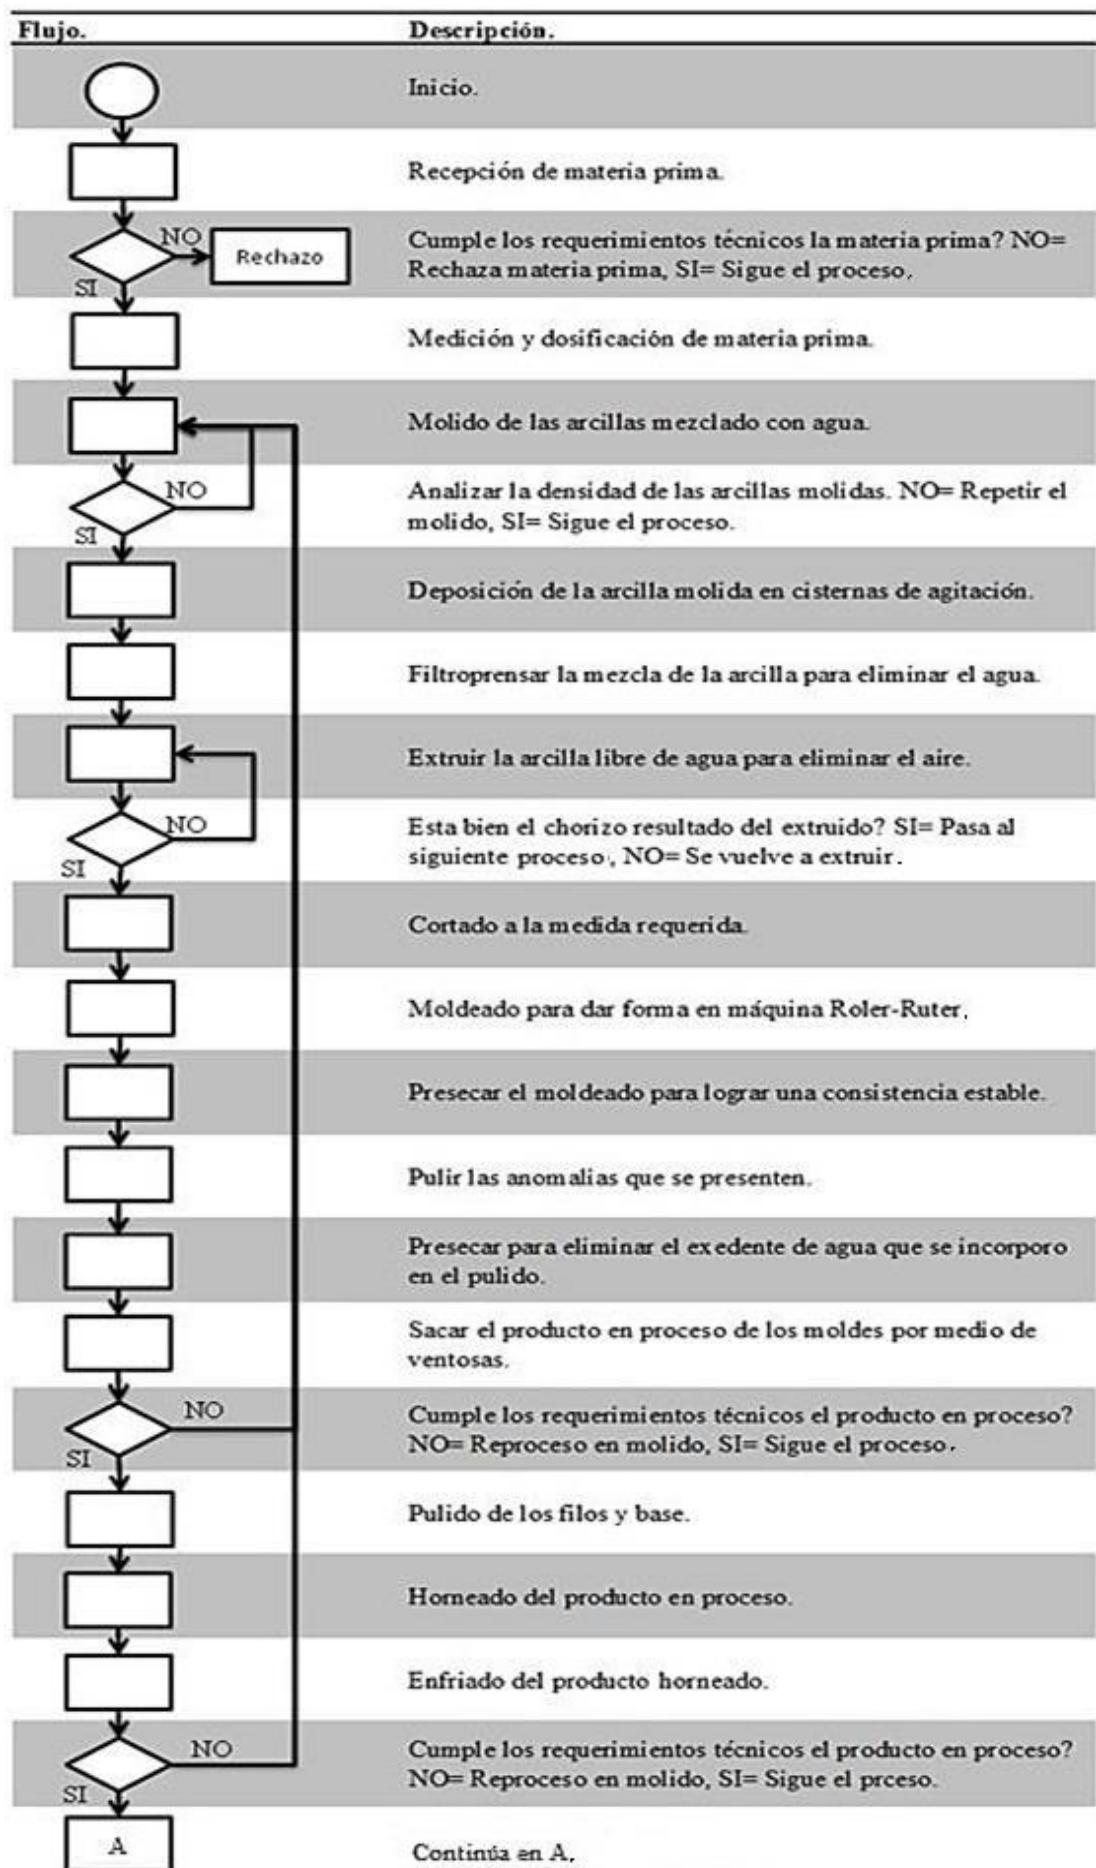 Flujo. Descripción.
Inicio.
Recepción de materia prima.
NO
Rechazo
SI
Cumple los requerimientos técnicos la materia prima? NO=
Rechaza materia prima, SI= Sigue el proceso.
Medición y dosificación de materia prima.
Molido de las arcillas mezclado con agua.
NO
SI
Analizar la densidad de las arcillas molidas. NO= Repetir el
molido, SI= Sigue el proceso.
Deposición de la arcilla molida en cisternas de agitación.
Filtroprensar la mezcla de la arcilla para eliminar el agua.
Extruir la arcilla libre de agua para eliminar el aire.
NO
SI
Esta bien el chorizo resultado del extruido? SI= Pasa al
siguiente proceso, NO= Se vuelve a extruir.
Cortado a la medida requerida.
Moldeado para dar forma en máquina Roler-Ruter,
Presecar el moldeado para lograr una consistencia estable.
Pulir las anomalias que se presenten.
Presecar para eliminar el exedente de agua que se incorporo
en el pulido.
Sacar el producto en proceso de los moldes por medio de
ventosas.
NO
SI
Cumple los requerimientos técnicos el producto en proceso?
NO= Reproceso en molido, SI= Sigue el proceso.
Pulido de los filos y base.
Horneado del producto en proceso.
Enfriado del producto horneado.
NO
SI
Cumple los requerimientos técnicos el producto en proceso?
NO= Reproceso en molido, SI= Sigue el prceso.
A
Continúa en A,